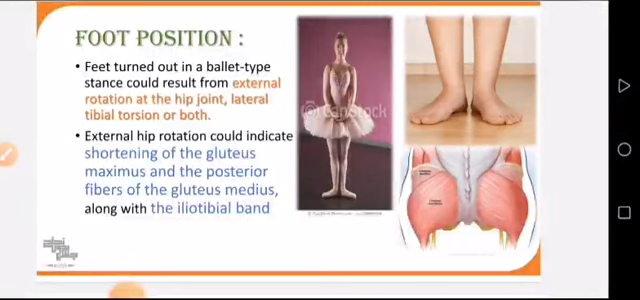 FOOT POSITION :
• Feet turned out in a ballet-type
stance could result from external
rotation at the hip joint, lateral
tibial torsion or both.
• External hip rotation could indicate
shortening of the gluteus
maximus and the posterior
fibers of the gluteus medius,
along with the iliotibial band
CanStock